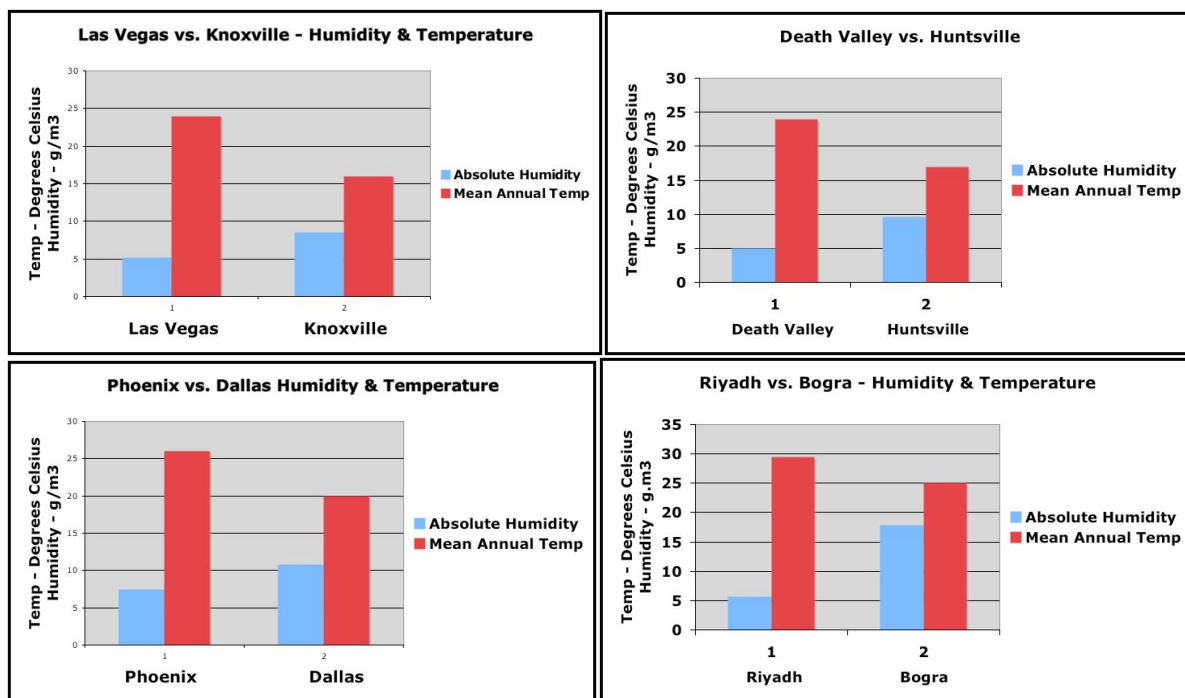 Las Vegas vs. Knoxville - Humidity & Temperature
Temp - Degrees Celsius
Humidity - g/m3
30
25
20
15
10
5
0
1
2
Las Vegas
Knoxville
Absolute Humidity
Mean Annual Temp
Death Valley vs. Huntsville
Temp - Degrees Celsius
Humidity - g/m3
30
25
20
15
10
5
0
1
2
Death Valley
Huntsville
Absolute Humidity
Mean Annual Temp
Phoenix vs. Dallas Humidity & Temperature
Temp - Degrees Celsius
Humidity - g/m3
30
25
20
15
10
5
0
1
2
Phoenix
Dallas
Absolute Humidity
Mean Annual Temp
Riyadh vs. Bogra - Humidity & Temperature
Temp - Degrees Celsius
Humidity - g.m3
35
30
25
20
15
10
5
0
1
2
Riyadh
Bogra
Absolute Humidity
Mean Annual Temp